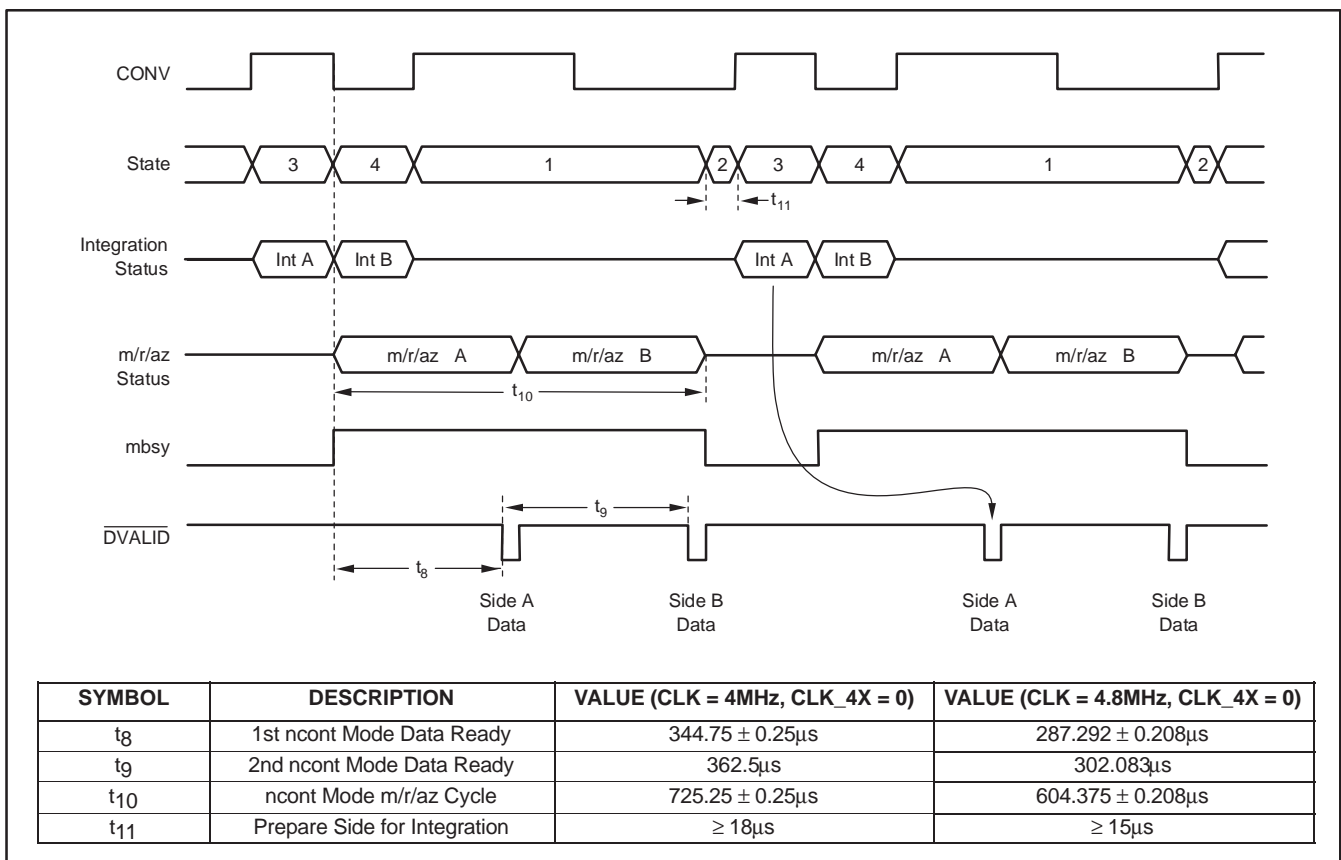 CONV
State
3
4
1
2
3
4
1
2
t11
Integration
Status
Int A
Int B
Int A
Int B
m/r/az
Status
m/r/az A
m/r/az B
m/r/az A
m/r/az B
t10
mbsy
DVALID
t9
t8
Side A
Data
Side B
Data
Side A
Data
Side B
Data
SYMBOL DESCRIPTION VALUE (CLK = 4MHz, CLK_4X = 0) VALUE (CLK = 4.8MHz, CLK_4X = 0)
t8 1st ncont Mode Data Ready 344.75 ± 0.25μs 287.292 ± 0.208μs
t9 2nd ncont Mode Data Ready 362.5μs 302.083μs
t10 ncont Mode m/r/az Cycle 725.25 ± 0.25μs 604.375 ± 0.208μs
t11 Prepare Side for Integration ≥ 18μs ≥ 15μs